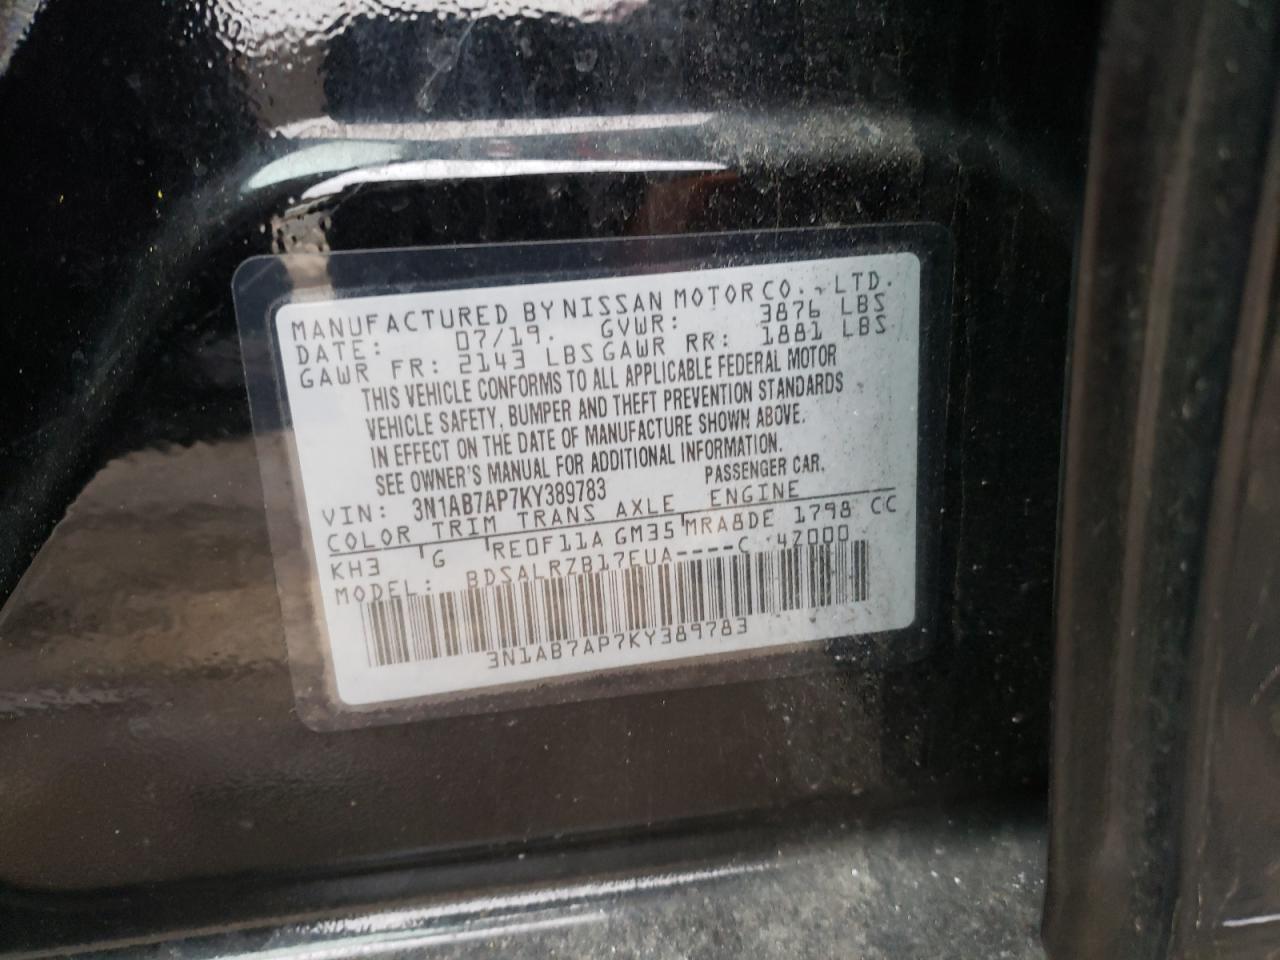 MANUFACTURED BY NISSAN MOTOR CO., LTD.
DATE: 07/19. GVWR: 3876 LBS
GAWR FR: 2143 LBS GAWR RR: 1881 LBS
THIS VEHICLE CONFORMS TO ALL APPLICABLE FEDERAL MOTOR
VEHICLE SAFETY, BUMPER AND THEFT PREVENTION STANDARDS
IN EFFECT ON THE DATE OF MANUFACTURE SHOWN ABOVE.
SEE OWNER'S MANUAL FOR ADDITIONAL INFORMATION.
VIN: 3N1AB7AP7KY389783 PASSENGER CAR.
COLOR TRIM TRANS AXLE ENGINE
KH3 G RE0F11A GM35 MRA8DE 1798 CC
MODEL: BDSALRZB17EUA----C 4Z000
3N1AB7AP7KY389783